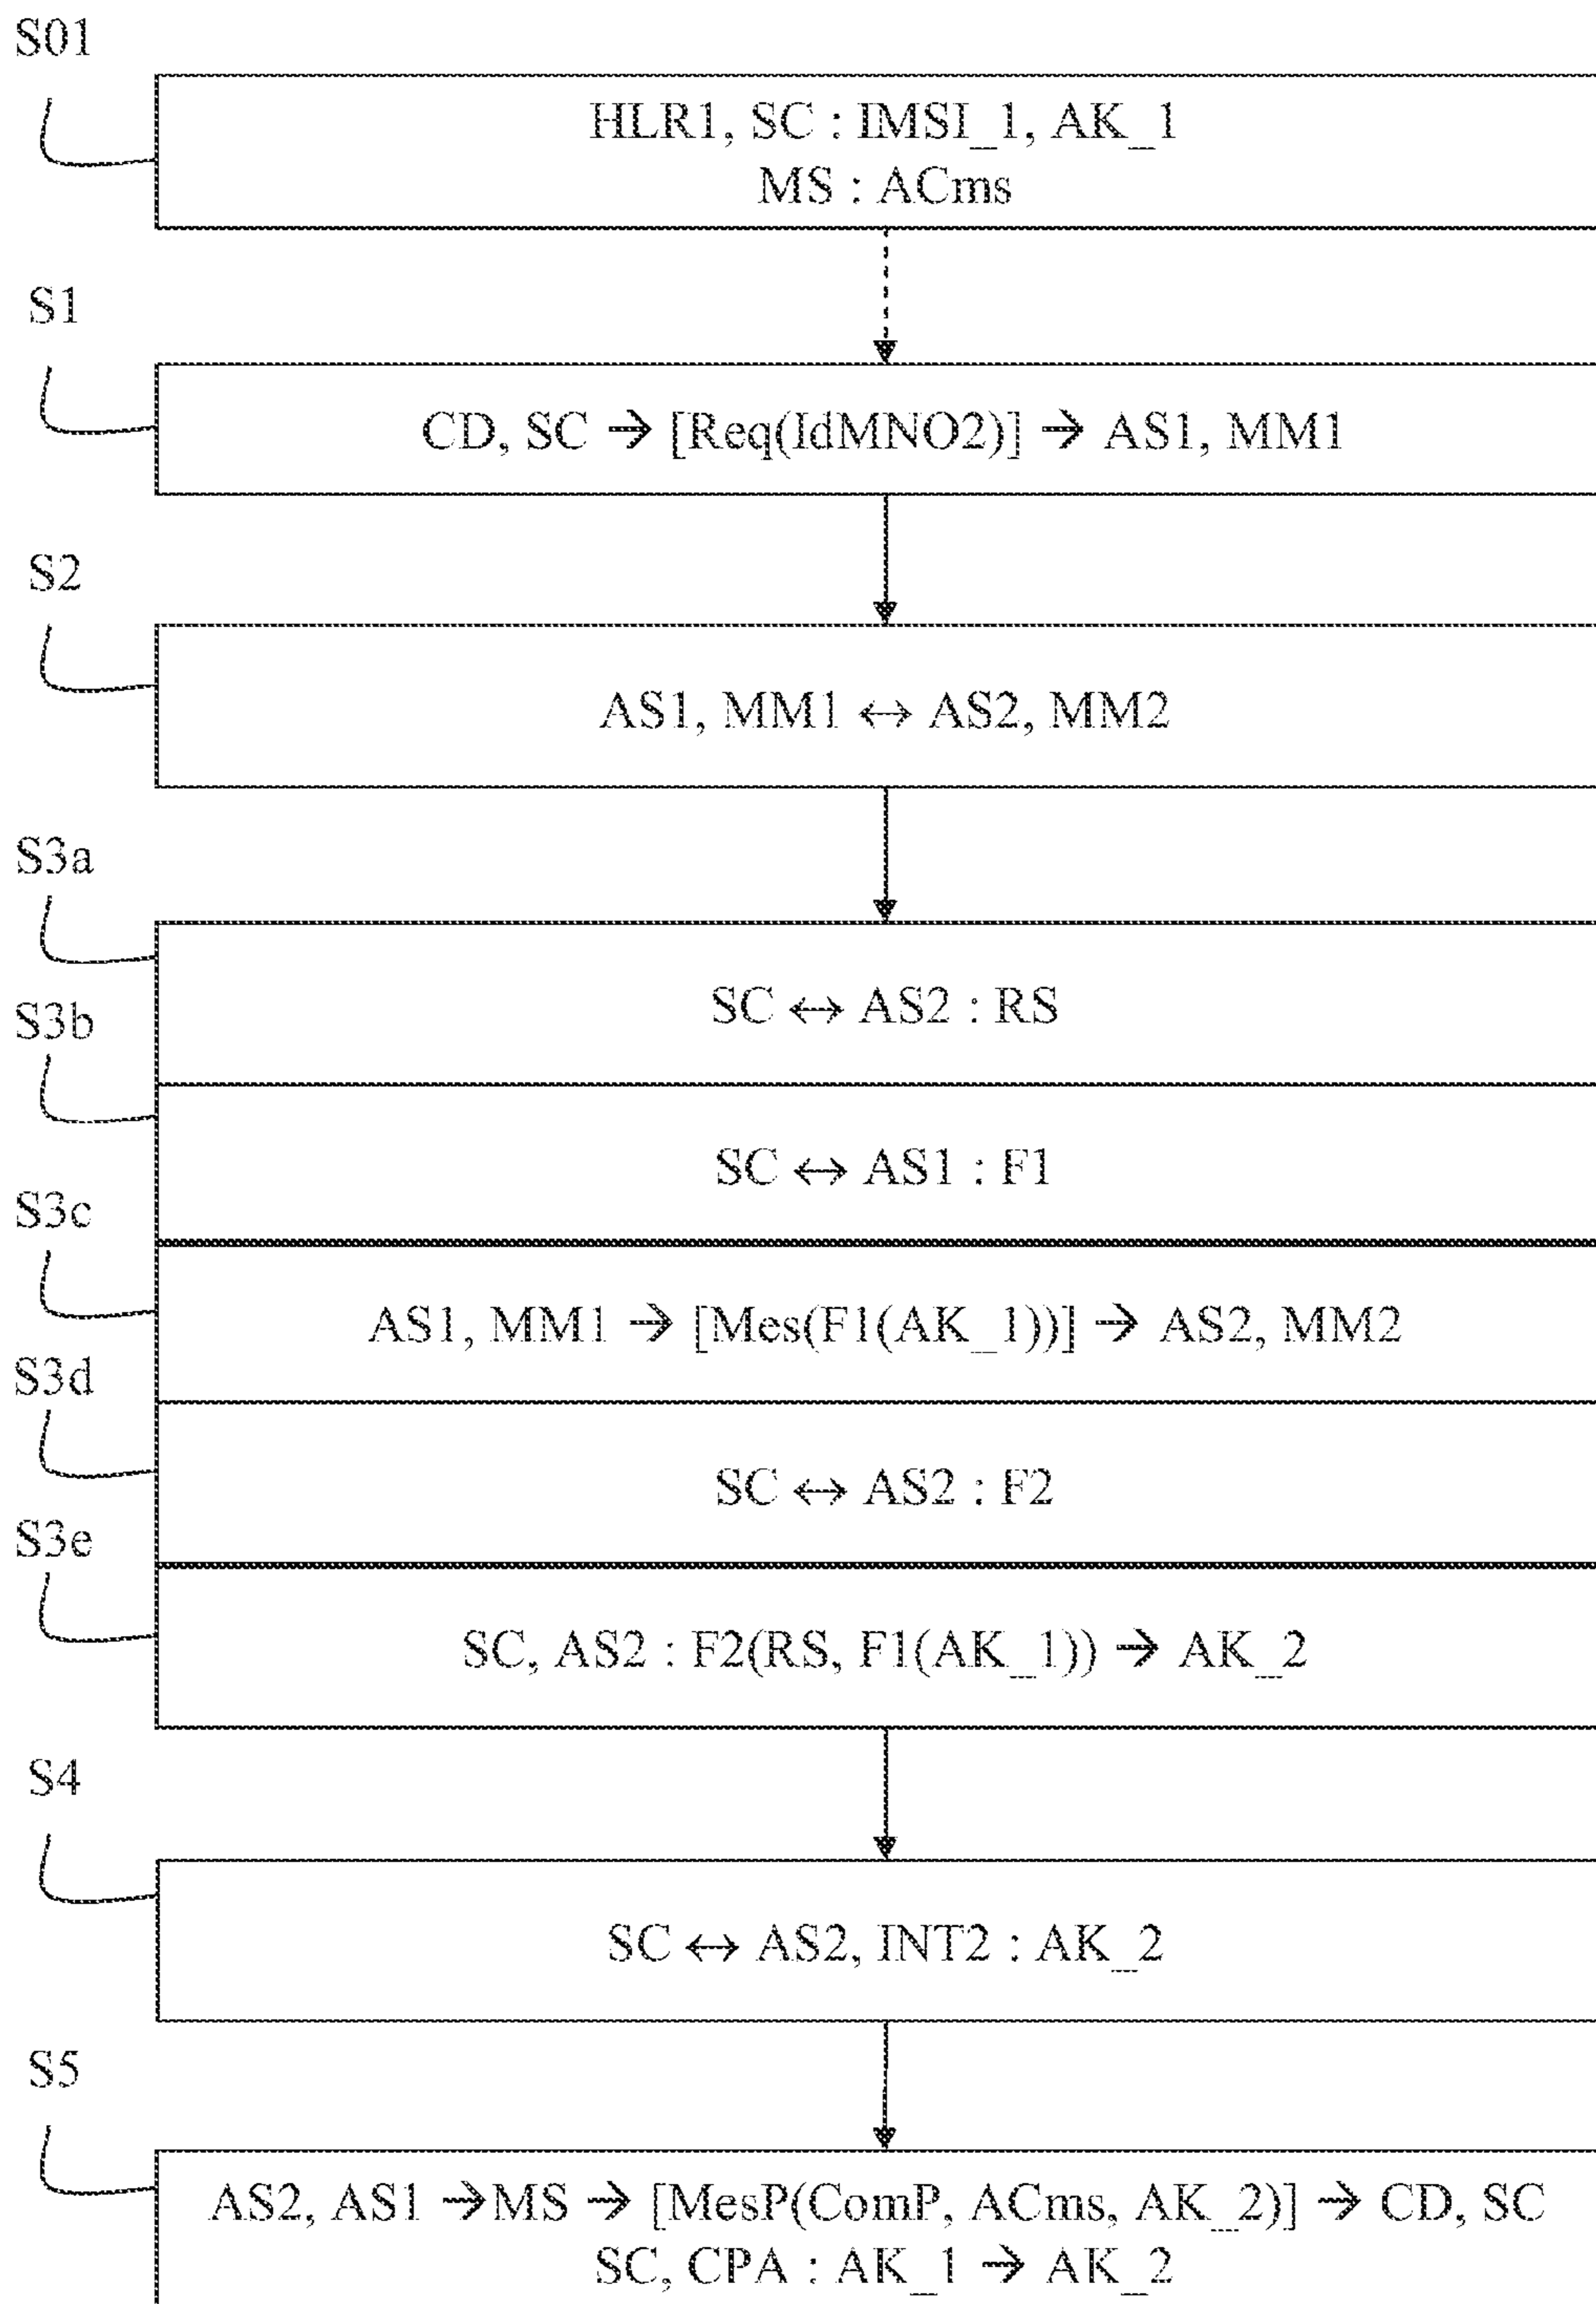 S01
HLR1, SC : IMSI_1, AK_1
MS : ACms
S1
CD, SC → [Req(IdMNO2)] → AS1, MM1
S2
AS1, MM1 ↔ AS2, MM2
S3a
SC ↔ AS2 : RS
S3b
SC ↔ AS1 : F1
S3c
AS1, MM1 → [Mes(F1(AK_1))] → AS2, MM2
S3d
SC ↔ AS2 : F2
S3e
SC, AS2 : F2(RS, F1(AK_1)) → AK_2
S4
SC ↔ AS2, INT2 : AK_2
S5
AS2, AS1 →MS → [MesP(ComP, ACms, AK_2)] → CD, SC
SC, CPA : AK_1 → AK_2